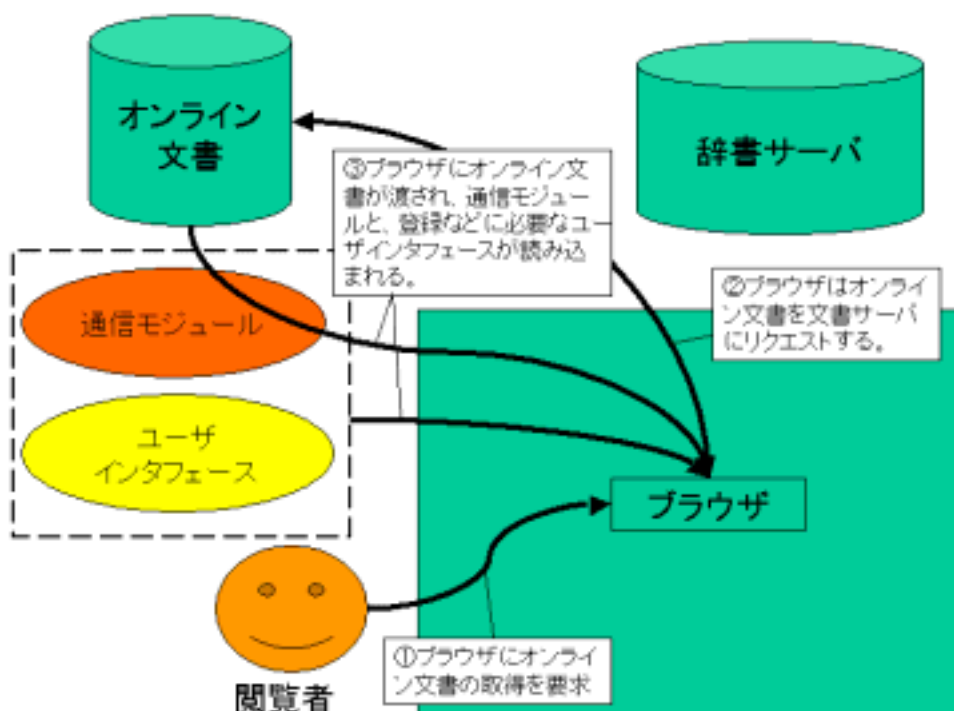 オンライン
文書
辞書サーバ
③ブラウザにオンライン文
書が渡され、通信モジュー
ルと、登録などに必要なユー
ザインタフェースが読み込
まれる。
②ブラウザはオンライ
ン文書を文書サーバ
にリクエストする。
通信モジュール
ユーザ
インタフェース
ブラウザ
①ブラウザにオンライ
ン文書の取得を要求
閲覧者